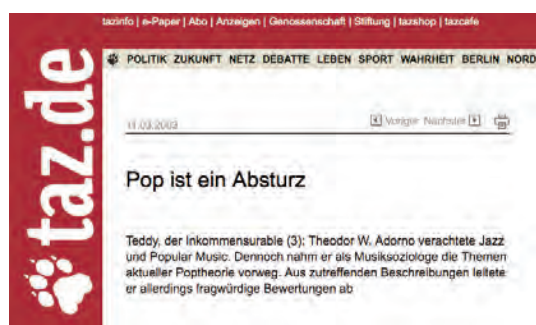 tazinfo | e-Paper | Abo | Anzeigen | Genossenschaft | Stiftung | tazshop | tazcafe
POLITIK ZUKUNFT NETZ DEBATTE LEBEN SPORT WAHRHEIT BERLIN NORD
taz.de
11.03.2003
Voriger Nächster
Pop ist ein Absturz
Teddy, der Inkommensurable (3): Theodor W. Adorno verachtete Jazz
und Popular Music. Dennoch nahm er als Musiksoziologe die Themen
aktueller Poptheorie vorweg. Aus zutreffenden Beschreibungen leitete
er allerdings fragwürdige Bewertungen ab